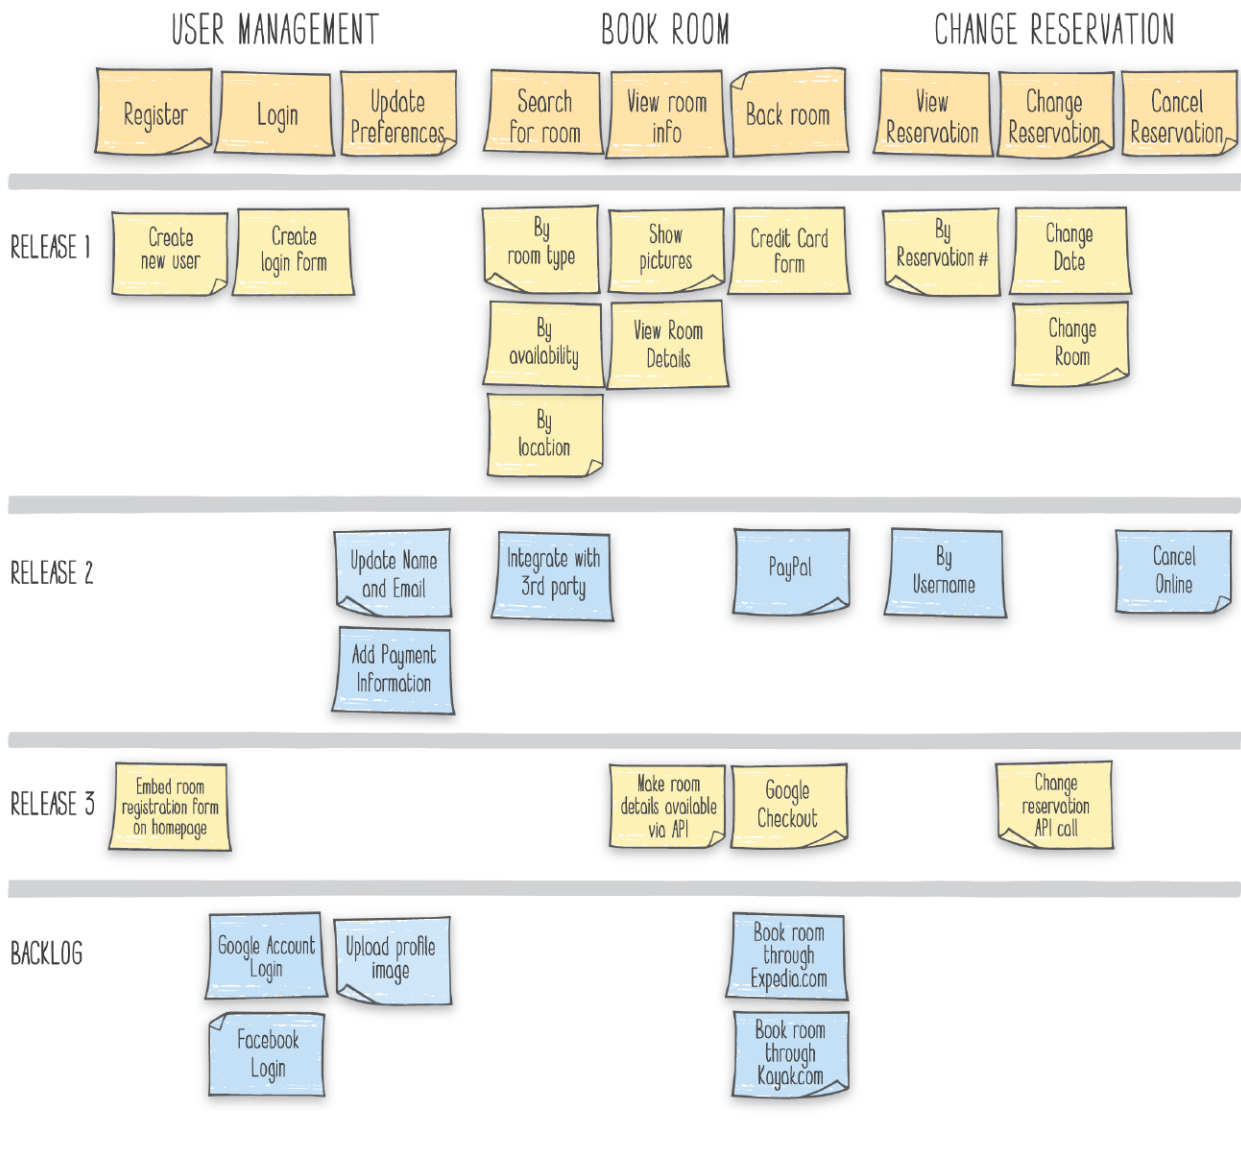 USER MANAGEMENT
BOOK ROOM
CHANGE RESERVATION
Register
Login
Update
Preferences
Search
for room
View room
info
Back room
View
Reservation
Change
Reservation
Cancel
Reservation
RELEASE 1
Create
new user
Create
login form
By
room type
Show
pictures
Credit Card
form
By
Reservation #
Change
Date
By
availability
View Room
Details
Change
Room
By
location
RELEASE 2
Update Name
and Email
Integrate with
3rd party
PayPal
By
Username
Cancel
Online
Add Payment
Information
RELEASE 3
Embed room
registration form
on homepage
Make room
details available
via API
Google
Checkout
Change
reservation
API call
BACKLOG
Google Account
Login
Upload profile
image
Book room
through
Expedia.com
Facebook
Login
Book room
through
Kayak.com